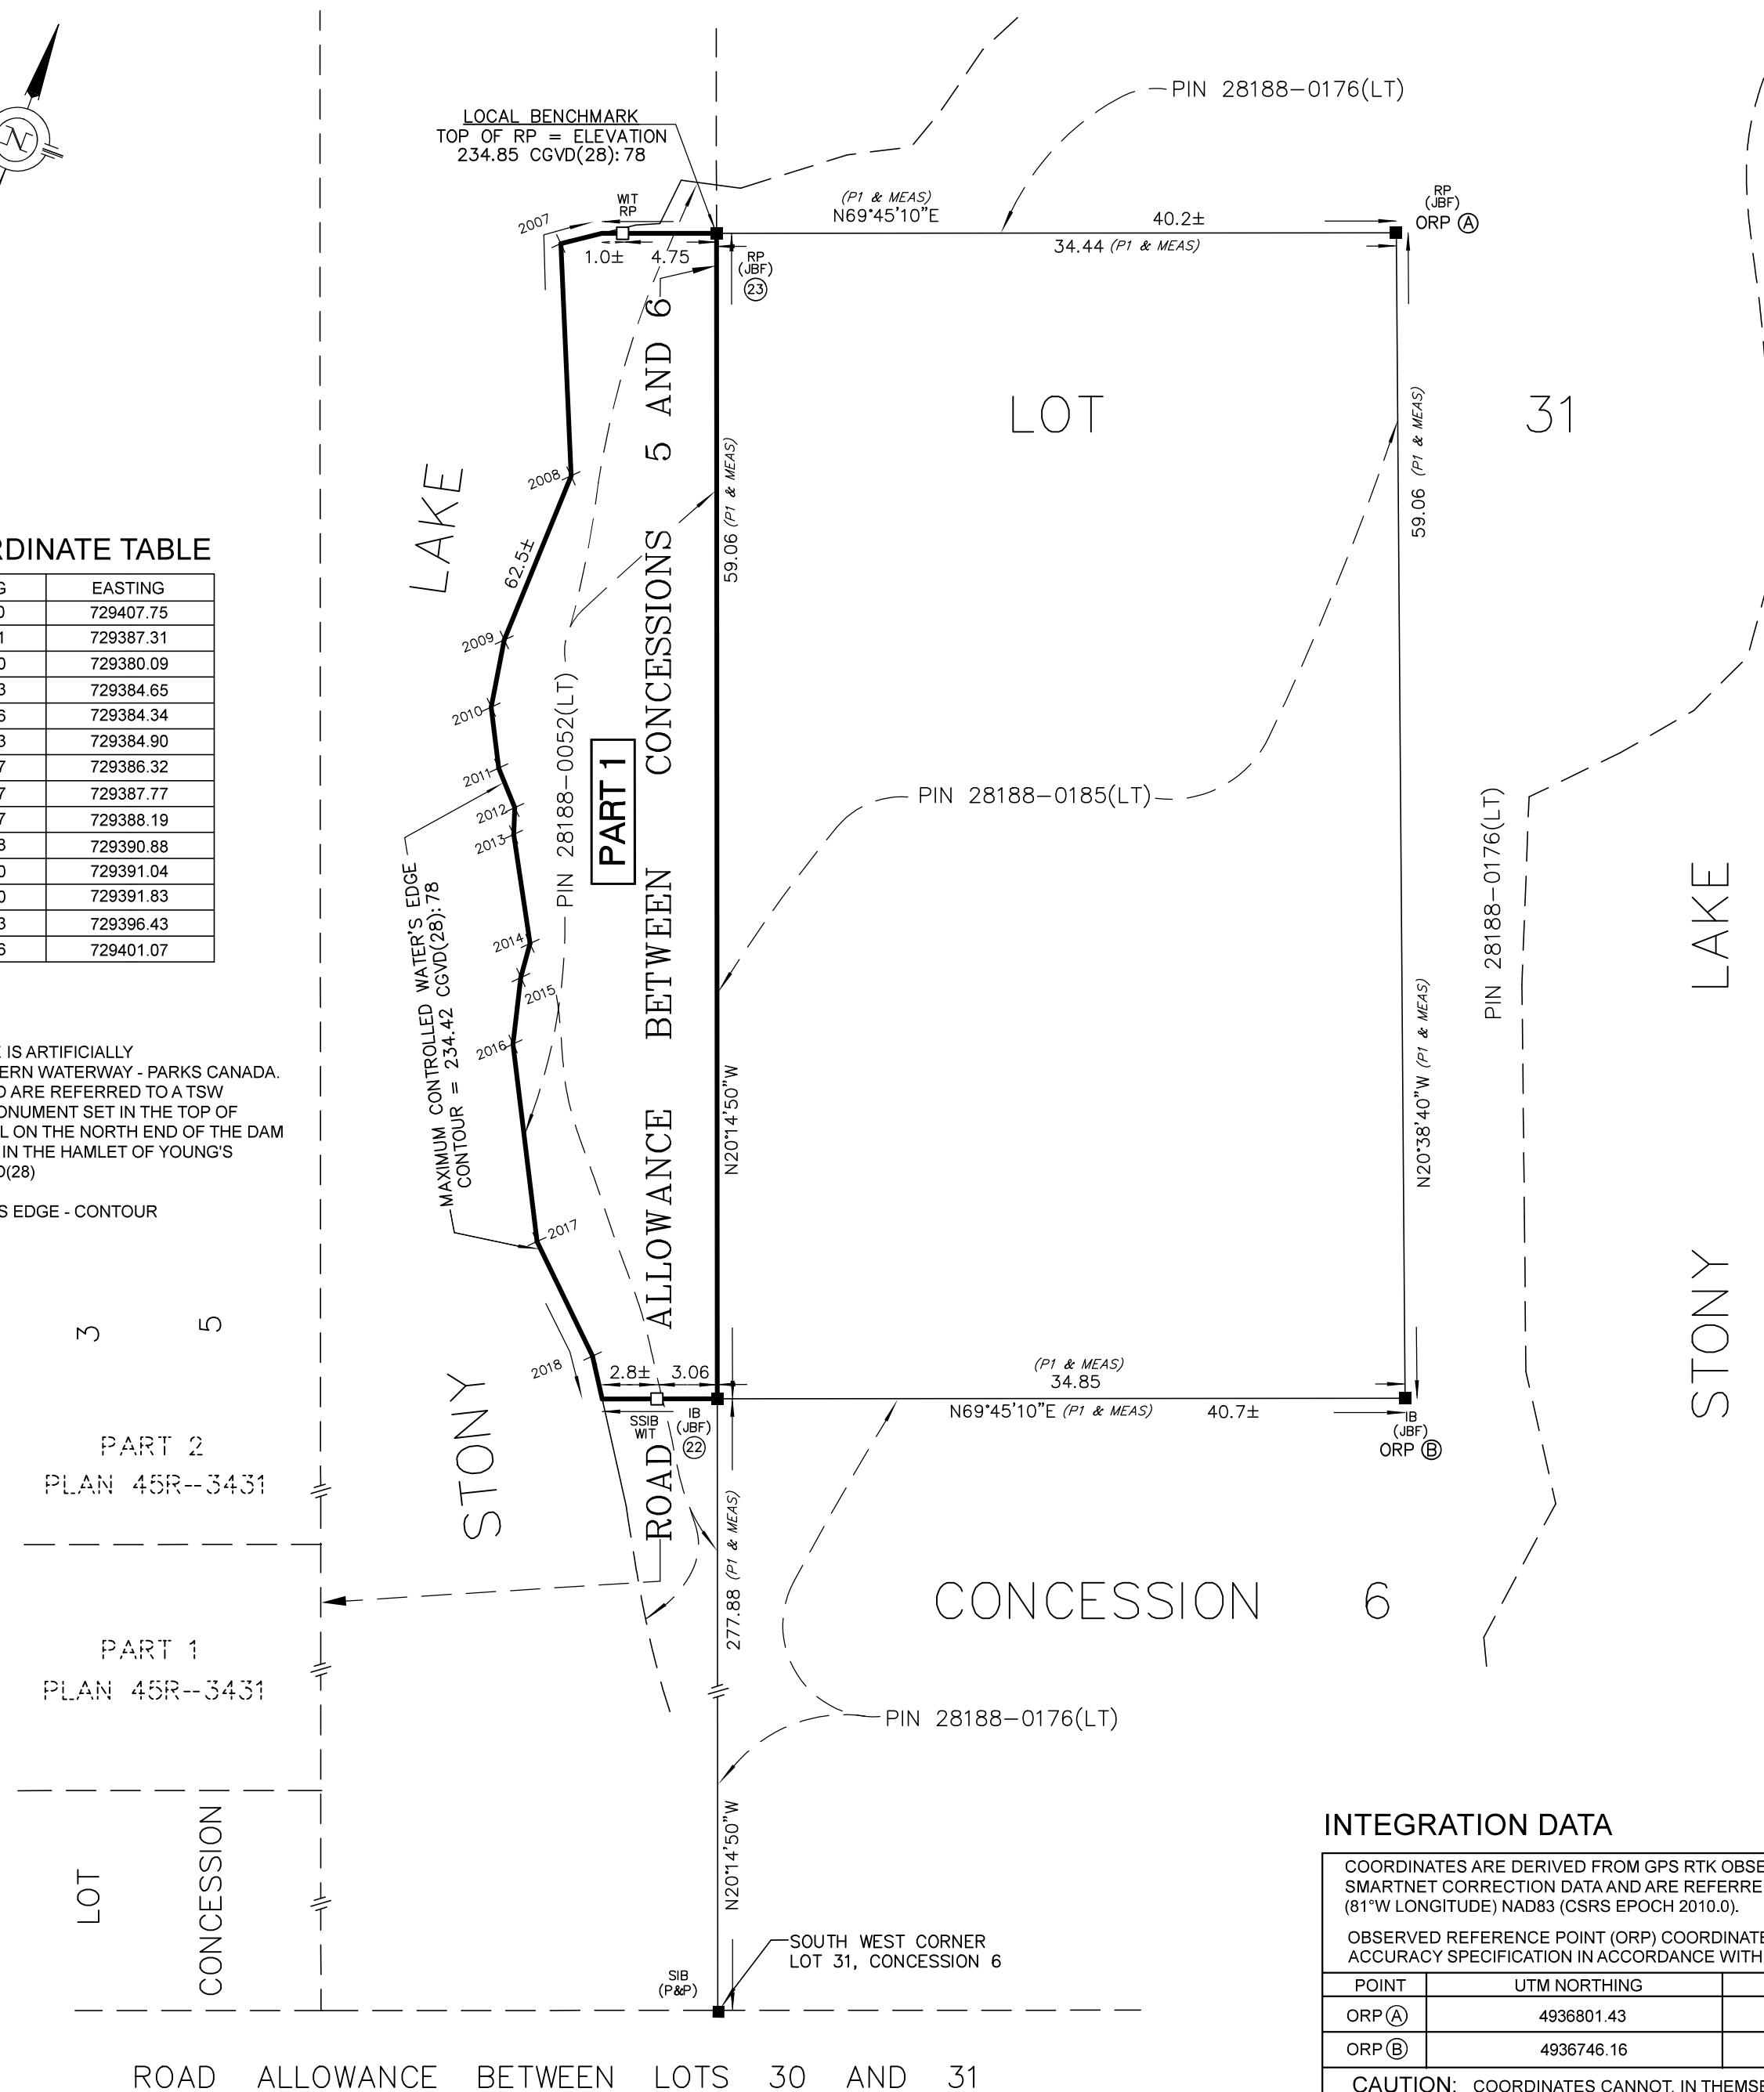 N
LOCAL BENCHMARK
TOP OF RP = ELEVATION
234.85 CGVD(28):78
PIN 28188-0176(LT)
WIT
RP
(P1 & MEAS)
N69°45'10"E
40.2±
34.44 (P1 & MEAS)
RP
(JBF)
ORP A
2007
1.0±
4.75
RP
(JBF)
23
LOT 31
LAKE
2008
62.5±
2009
2010
2011
2012
2013
2014
2015
2016
2017
2018
59.06 (P1 & MEAS)
59.06 (P1 & MEAS)
ROAD ALLOWANCE BETWEEN CONCESSIONS 5 AND 6
PIN 28188-0052(LT)
PART 1
PIN 28188-0185(LT)
PIN 28188-0176(LT)
MAXIMUM CONTROLLED WATER'S EDGE
CONTOUR = 234.42 CGVD(28):78
N20°14'50"W
N20°38'40"W (P1 & MEAS)
LAKE
STONY
RDINATE TABLE
G EASTING
0 729407.75
1 729387.31
0 729380.09
3 729384.65
6 729384.34
3 729384.90
7 729386.32
7 729387.77
7 729388.19
8 729390.88
0 729391.04
0 729391.83
3 729396.43
6 729401.07
E IS ARTIFICIALLY
ERN WATERWAY - PARKS CANADA.
D ARE REFERRED TO A TSW
ONUMENT SET IN THE TOP OF
L ON THE NORTH END OF THE DAM
IN THE HAMLET OF YOUNG'S
D(28)
S EDGE - CONTOUR
3 5
STONY
2.8±
3.06
SSIB
WIT
IB
(JBF)
22
(P1 & MEAS)
34.85
N69°45'10"E (P1 & MEAS)
40.7±
IB
(JBF)
ORP B
PART 2
PLAN 45R--3431
277.88 (P1 & MEAS)
CONCESSION 6
PART 1
PLAN 45R--3431
PIN 28188-0176(LT)
LOT
CONCESSION
N20°14'50"W
SOUTH WEST CORNER
LOT 31, CONCESSION 6
SIB
(P&P)
ROAD ALLOWANCE BETWEEN LOTS 30 AND 31
INTEGRATION DATA
COORDINATES ARE DERIVED FROM GPS RTK OBSE
SMARTNET CORRECTION DATA AND ARE REFERRE
(81°W LONGITUDE) NAD83 (CSRS EPOCH 2010.0).
OBSERVED REFERENCE POINT (ORP) COORDINATE
ACCURACY SPECIFICATION IN ACCORDANCE WITH
POINT UTM NORTHING
ORP A 4936801.43
ORP B 4936746.16
CAUTION: COORDINATES CANNOT, IN THEMSE